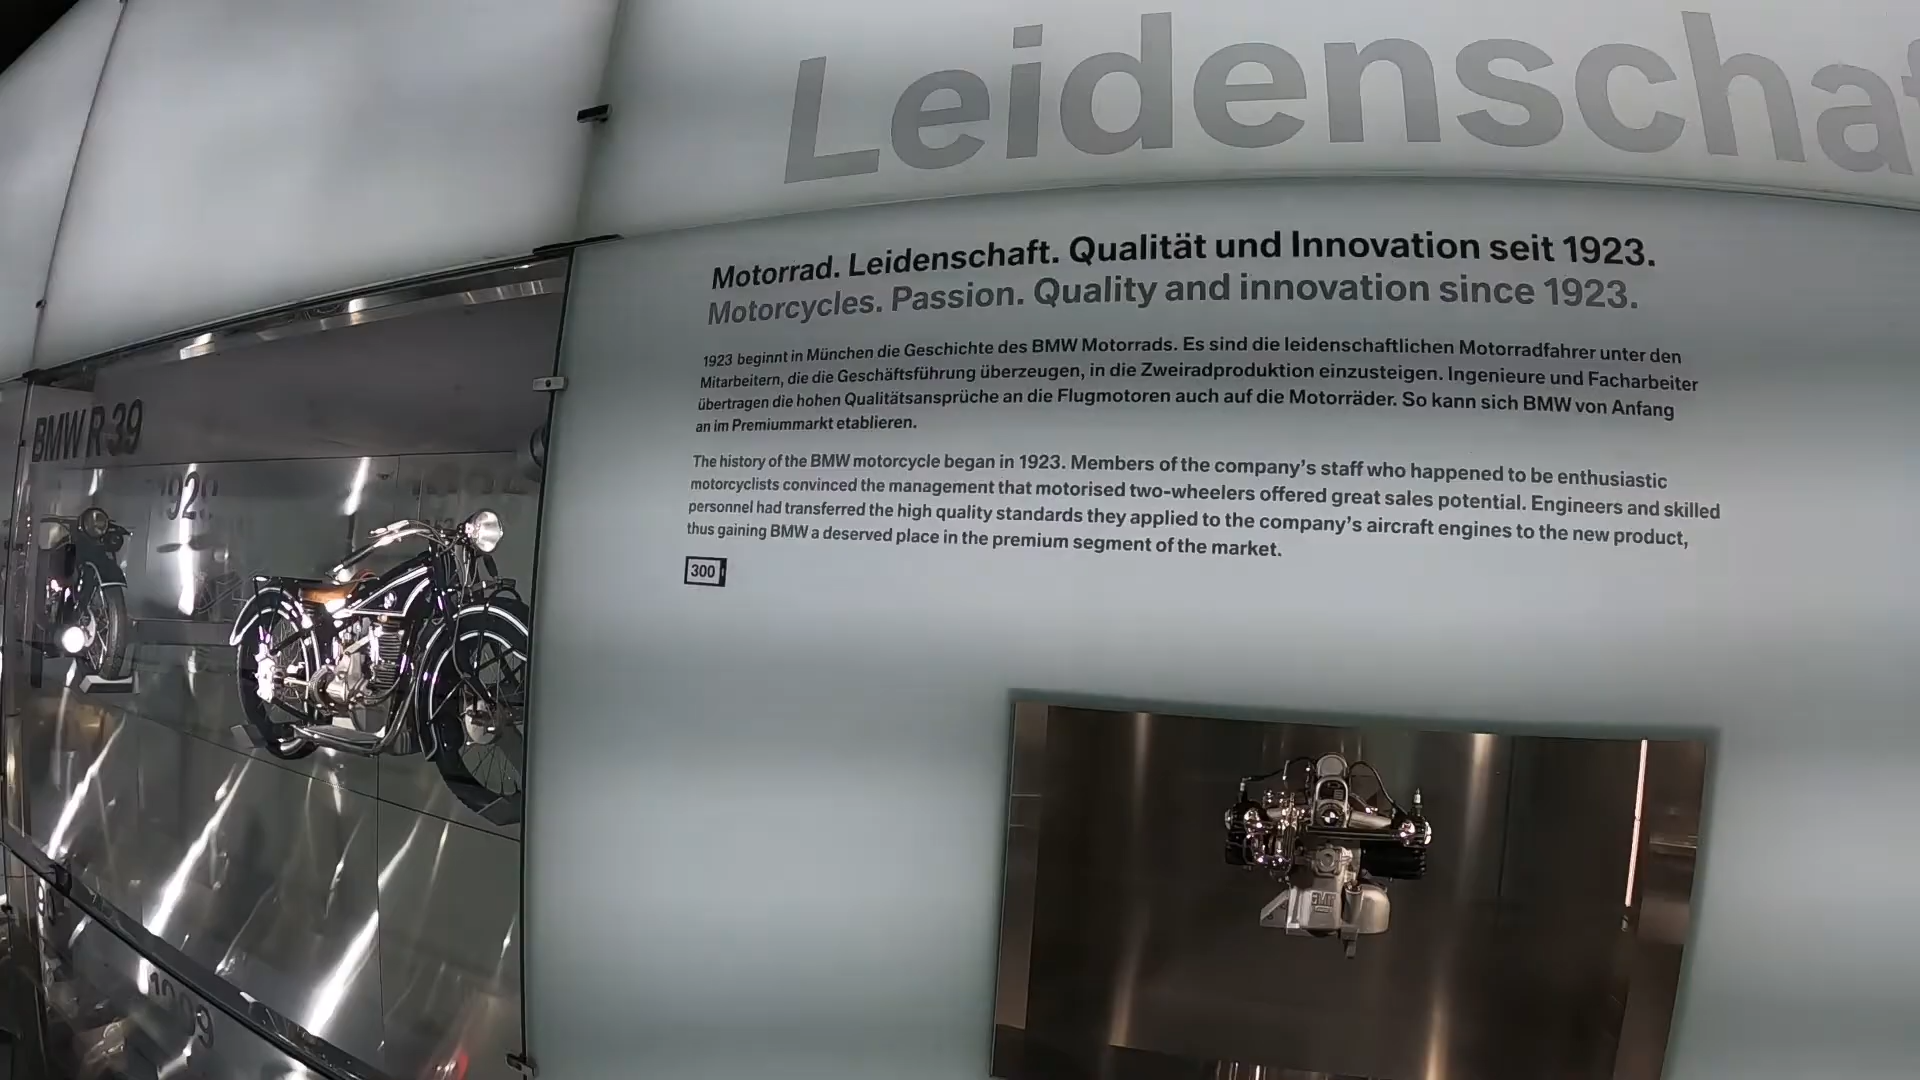 Leidenschaf
Motorrad. Leidenschaft. Qualität und Innovation seit 1923.
Motorcycles. Passion. Quality and innovation since 1923.
1923 beginnt in München die Geschichte des BMW Motorrads. Es sind die leidenschaftlichen Motorradfahrer unter den
Mitarbeitern, die die Geschäftsführung überzeugen, in die Zweiradproduktion einzusteigen. Ingenieure und Facharbeiter
übertragen die hohen Qualitätsansprüche an die Flugmotoren auch auf die Motorräder. So kann sich BMW von Anfang
an im Premiummarkt etablieren.
The history of the BMW motorcycle began in 1923. Members of the company's staff who happened to be enthusiastic
motorcyclists convinced the management that motorised two-wheelers offered great sales potential. Engineers and skilled
personnel had transferred the high quality standards they applied to the company's aircraft engines to the new product,
thus gaining BMW a deserved place in the premium segment of the market.
300
BMW R 39